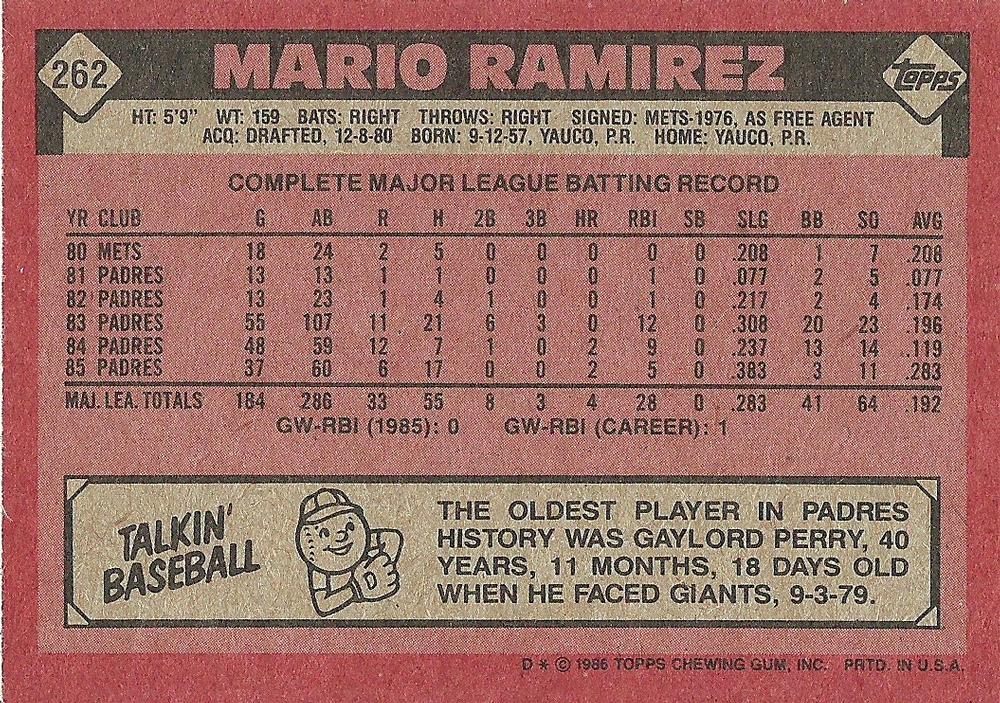 262 MARIO RAMIREZ Topps
HT: 5'9" WT: 159 BATS: RIGHT THROWS: RIGHT SIGNED: METS-1976, AS FREE AGENT
ACQ: DRAFTED, 12-8-80 BORN: 9-12-57, YAUCO, P.R. HOME: YAUCO, P.R.
COMPLETE MAJOR LEAGUE BATTING RECORD
YR CLUB G AB R H 2B 3B HR RBI SB SLG BB SO AVG
80 METS 18 24 2 5 0 0 0 0 0 .208 1 7 .208
81 PADRES 13 13 1 1 0 0 0 1 0 .077 2 5 .077
82 PADRES 13 23 1 4 1 0 0 1 0 .217 2 4 .174
83 PADRES 55 107 11 21 6 3 0 12 0 .308 20 23 .196
84 PADRES 48 59 12 7 1 0 2 9 0 .237 13 14 .119
85 PADRES 37 60 6 17 0 0 2 5 0 .383 3 11 .283
MAJ. LEA. TOTALS 184 286 33 55 8 3 4 28 0 .283 41 64 .192
GW-RBI (1985): 0 GW-RBI (CAREER): 1
TALKIN'
BASEBALL
THE OLDEST PLAYER IN PADRES
HISTORY WAS GAYLORD PERRY, 40
YEARS, 11 MONTHS, 18 DAYS OLD
WHEN HE FACED GIANTS, 9-3-79.
D * © 1986 TOPPS CHEWING GUM, INC. PRTD. IN U.S.A.